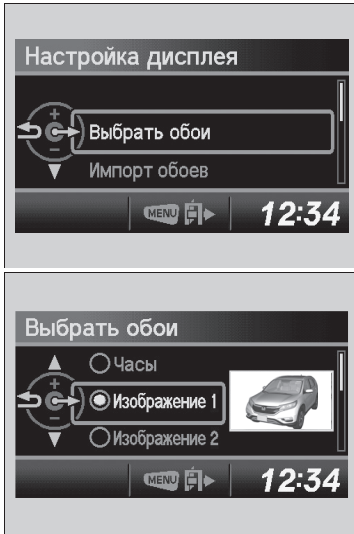 Настройка дисплея
Выбрать обои
Импорт обоев
MENU 12:34
Выбрать обои
Часы
Изображение 1
Изображение 2
MENU 12:34